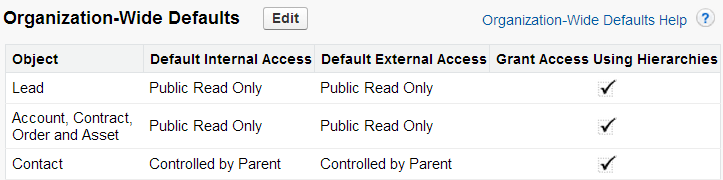 Organization-Wide Defaults Edit Organization-Wide Defaults Help ?
Object Default Internal Access Default External Access Grant Access Using Hierarchies
Lead Public Read Only Public Read Only
Account, Contract,
Order and Asset Public Read Only Public Read Only
Contact Controlled by Parent Controlled by Parent